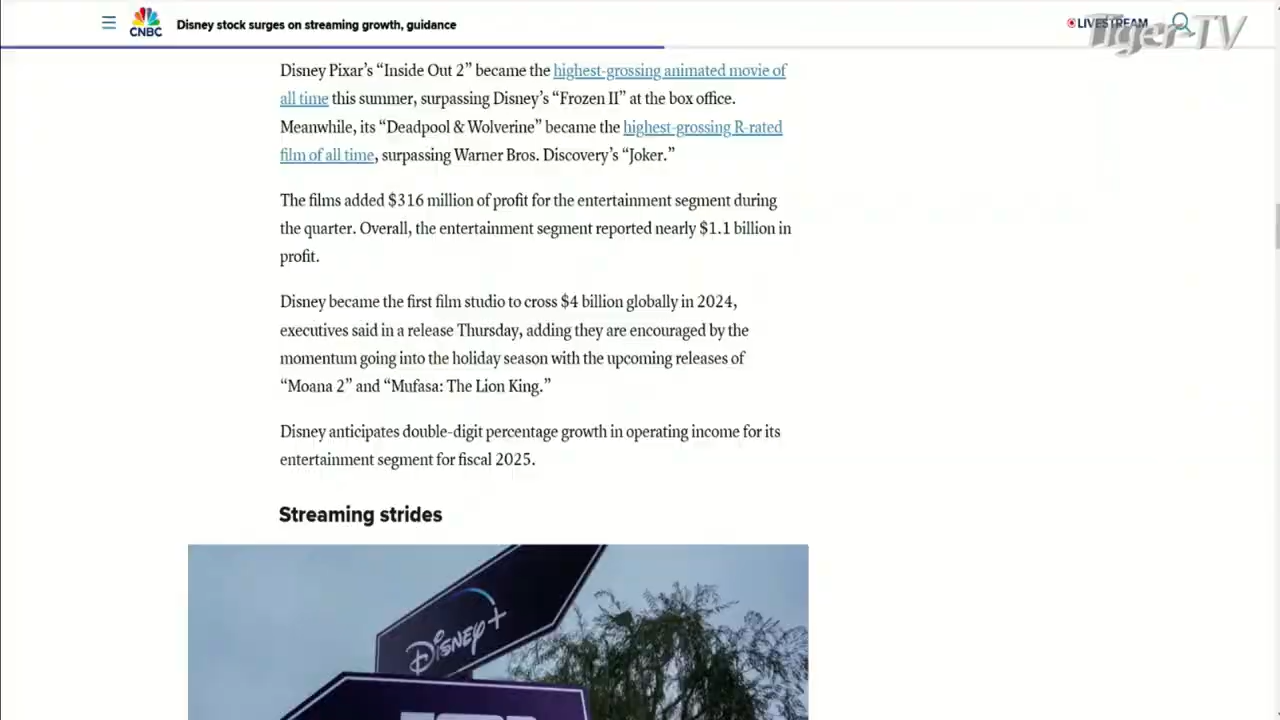 CNBC
Disney stock surges on streaming growth, guidance
LIVESTREAM
Tiger-TV
Disney Pixar’s “Inside Out 2” became the highest-grossing animated movie of
all time this summer, surpassing Disney’s “Frozen II” at the box office.
Meanwhile, its “Deadpool & Wolverine” became the highest-grossing R-rated
film of all time, surpassing Warner Bros. Discovery’s “Joker.”
The films added $316 million of profit for the entertainment segment during
the quarter. Overall, the entertainment segment reported nearly $1.1 billion in
profit.
Disney became the first film studio to cross $4 billion globally in 2024,
executives said in a release Thursday, adding they are encouraged by the
momentum going into the holiday season with the upcoming releases of
“Moana 2” and “Mufasa: The Lion King.”
Disney anticipates double-digit percentage growth in operating income for its
entertainment segment for fiscal 2025.
Streaming strides
Disney+